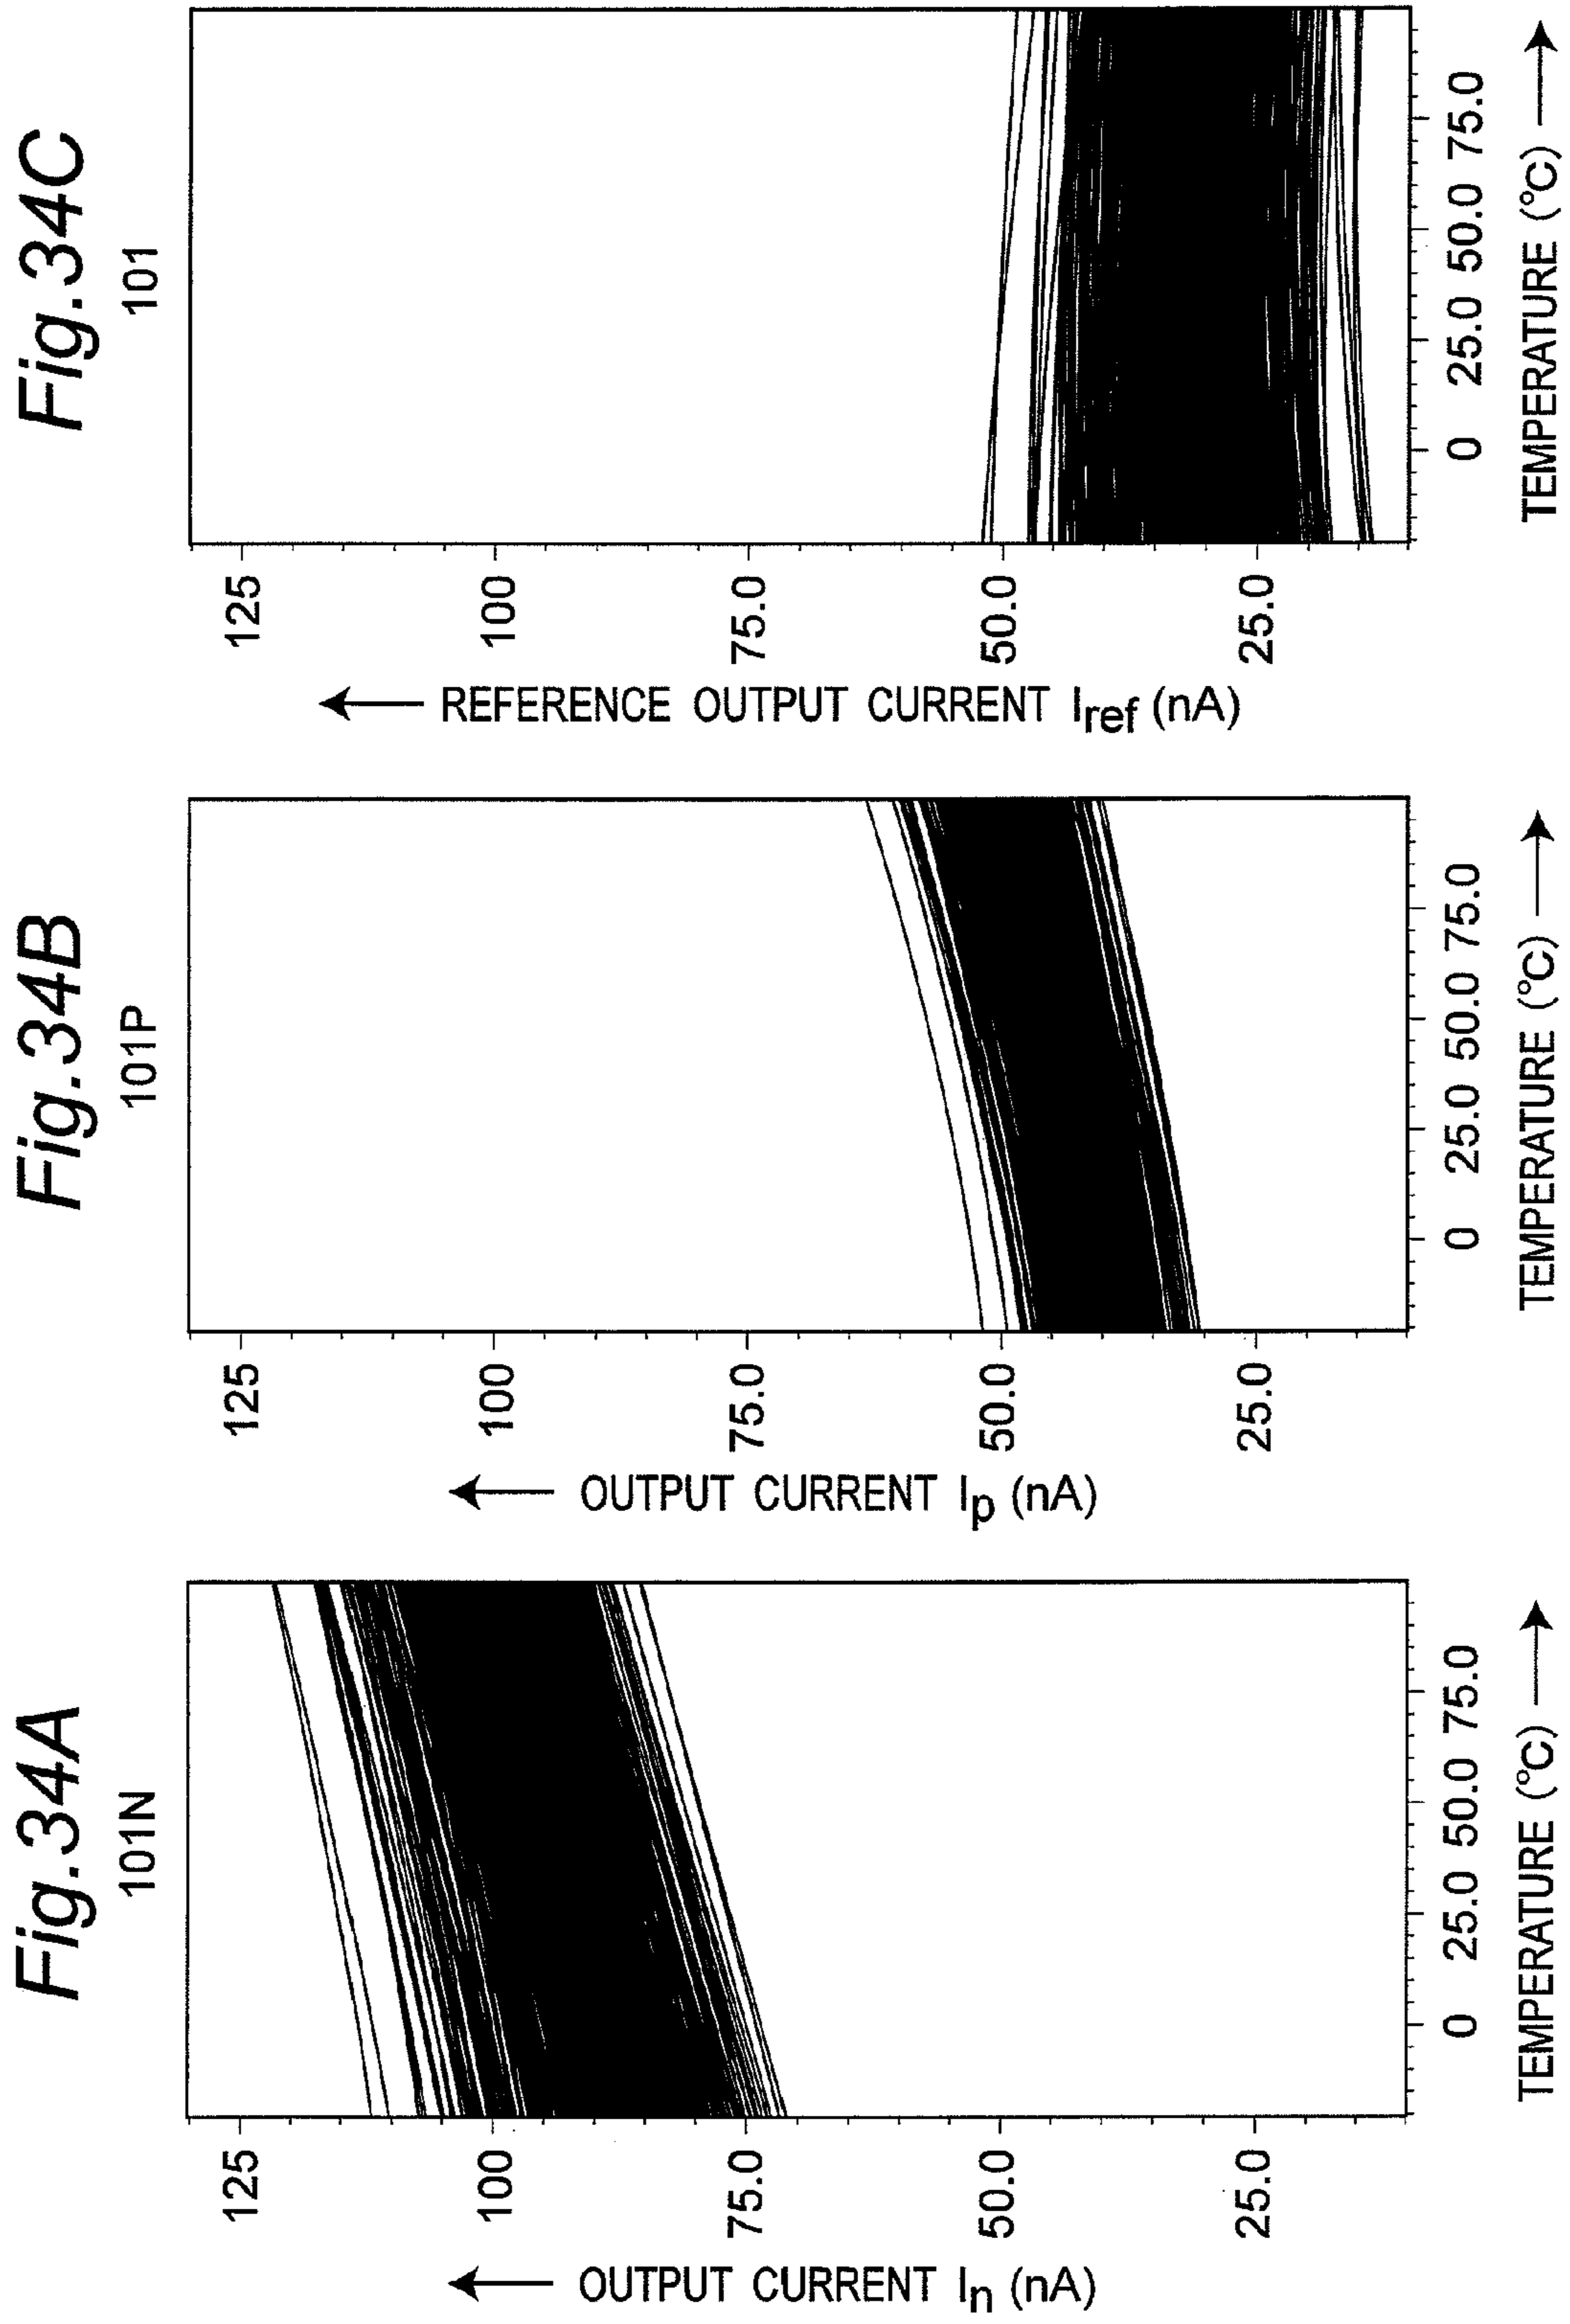 Fig.34A
101N
OUTPUT CURRENT In (nA)
125
100
75.0
50.0
25.0
0 25.0 50.0 75.0
TEMPERATURE (°C)
Fig.34B
101P
OUTPUT CURRENT Ip (nA)
125
100
75.0
50.0
25.0
0 25.0 50.0 75.0
TEMPERATURE (°C)
Fig.34C
101
REFERENCE OUTPUT CURRENT Iref (nA)
125
100
75.0
50.0
25.0
0 25.0 50.0 75.0
TEMPERATURE (°C)